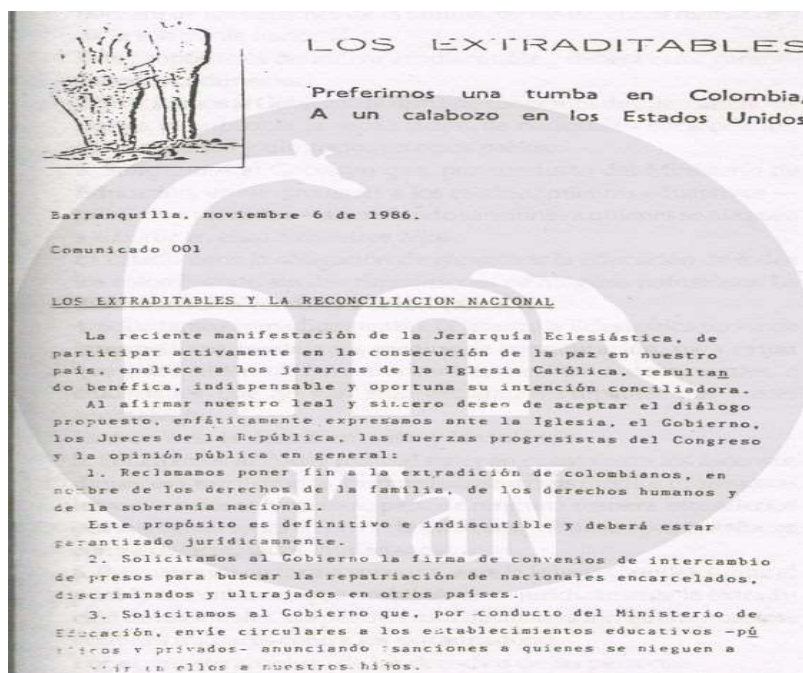 LOS EXTRADITABLES
Preferimos una tumba en Colombia,
A un calabozo en los Estados Unidos
Barranquilla, noviembre 6 de 1986.
Comunicado 001
LOS EXTRADITABLES Y LA RECONCILIACION NACIONAL
La reciente manifestación de la Jerarquía Eclesiástica, de
participar activamente en la consecución de la paz en nuestro
país, enaltece a los jerarcas de la Iglesia Católica, resultan
do benéfica, indispensable y oportuna su intención conciliadora.
Al afirmar nuestro leal y sincero deseo de aceptar el diálogo
propuesto, enfáticamente expresamos ante la Iglesia, el Gobierno,
los Jueces de la República, las fuerzas progresistas del Congreso
y la opinión pública en general:
1. Reclamamos poner fin a la extradición de colombianos, en
nombre de los derechos de la familia, de los derechos humanos y
de la soberanía nacional.
Este propósito es definitivo e indiscutible y deberá estar
garantizado jurídicamnente.
2. Solicitamos al Gobierno la firma de convenios de intercambio
de presos para buscar la repatriación de nacionales encarcelados,
discriminados y ultrajados en otros países.
3. Solicitamos al Gobierno que, por conducto del Ministerio de
Educación, envíe circulares a los establecimientos educativos -pú
y privados- anunciando sanciones a quienes se nieguen a
en ellos a nuestros hijos.